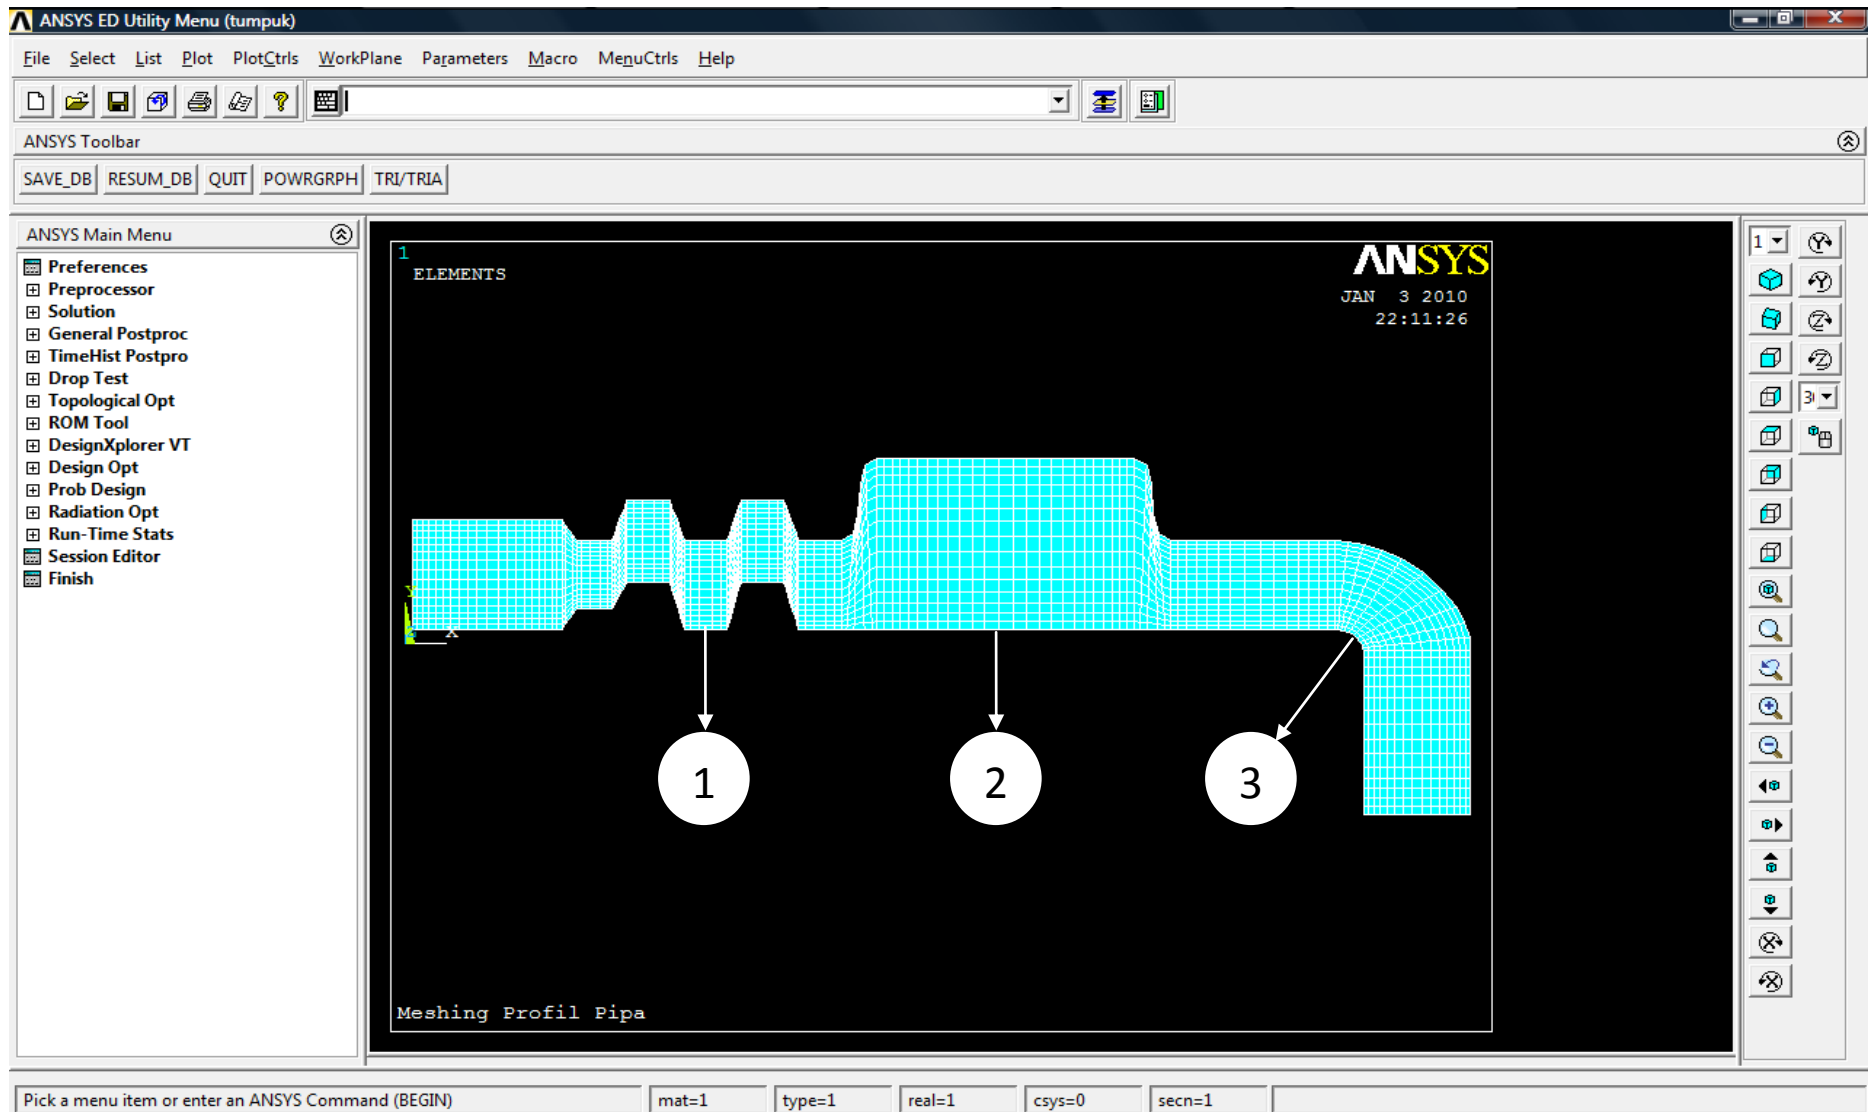 ANSYS ED Utility Menu (tumpuk)
File Select List Plot PlotCtrls WorkPlane Parameters Macro MenuCtrls Help
ANSYS Toolbar
SAVE_DB RESUM_DB QUIT POWRGRPH TRI/TRIA
ANSYS Main Menu
Preferences
Preprocessor
Solution
General Postproc
TimeHist Postpro
Drop Test
Topological Opt
ROM Tool
DesignXplorer VT
Design Opt
Prob Design
Radiation Opt
Run-Time Stats
Session Editor
Finish
1
ELEMENTS
ANSYS
JAN 3 2010
22:11:26
Y
X
1 2 3
Meshing Profil Pipa
1
Pick a menu item or enter an ANSYS Command (BEGIN) mat=1 type=1 real=1 csys=0 secn=1